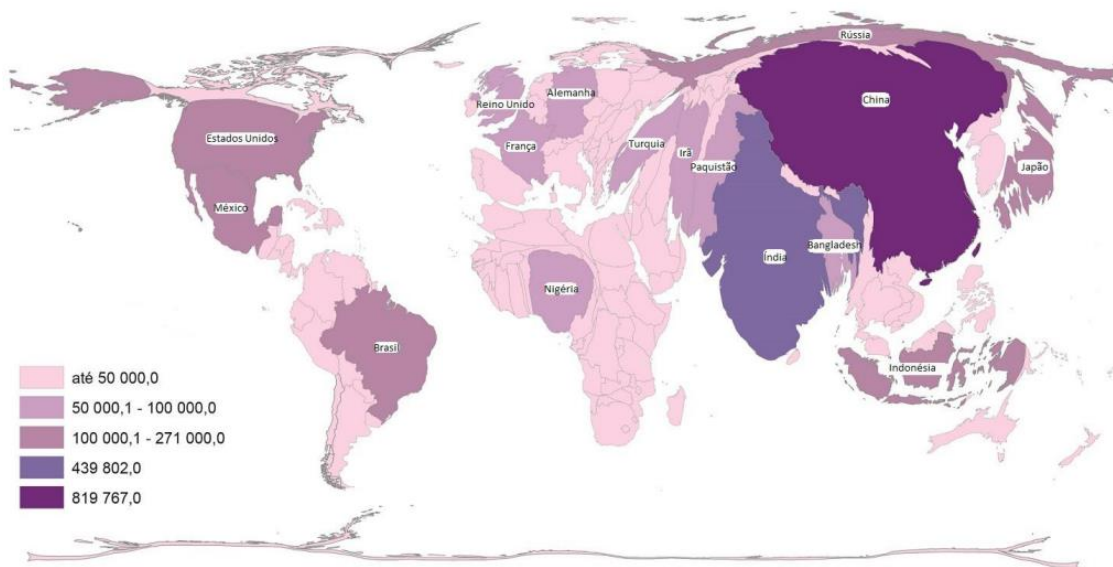 Rússia
China
Reino Unido
Alemanha
Estados Unidos
França
Turquia
Irã
Paquistão
Japão
México
Bangladesh
Índia
Nigéria
Brasil
Indonésia
até 50 000,0
50 000,1 - 100 000,0
100 000,1 - 271 000,0
439 802,0
819 767,0